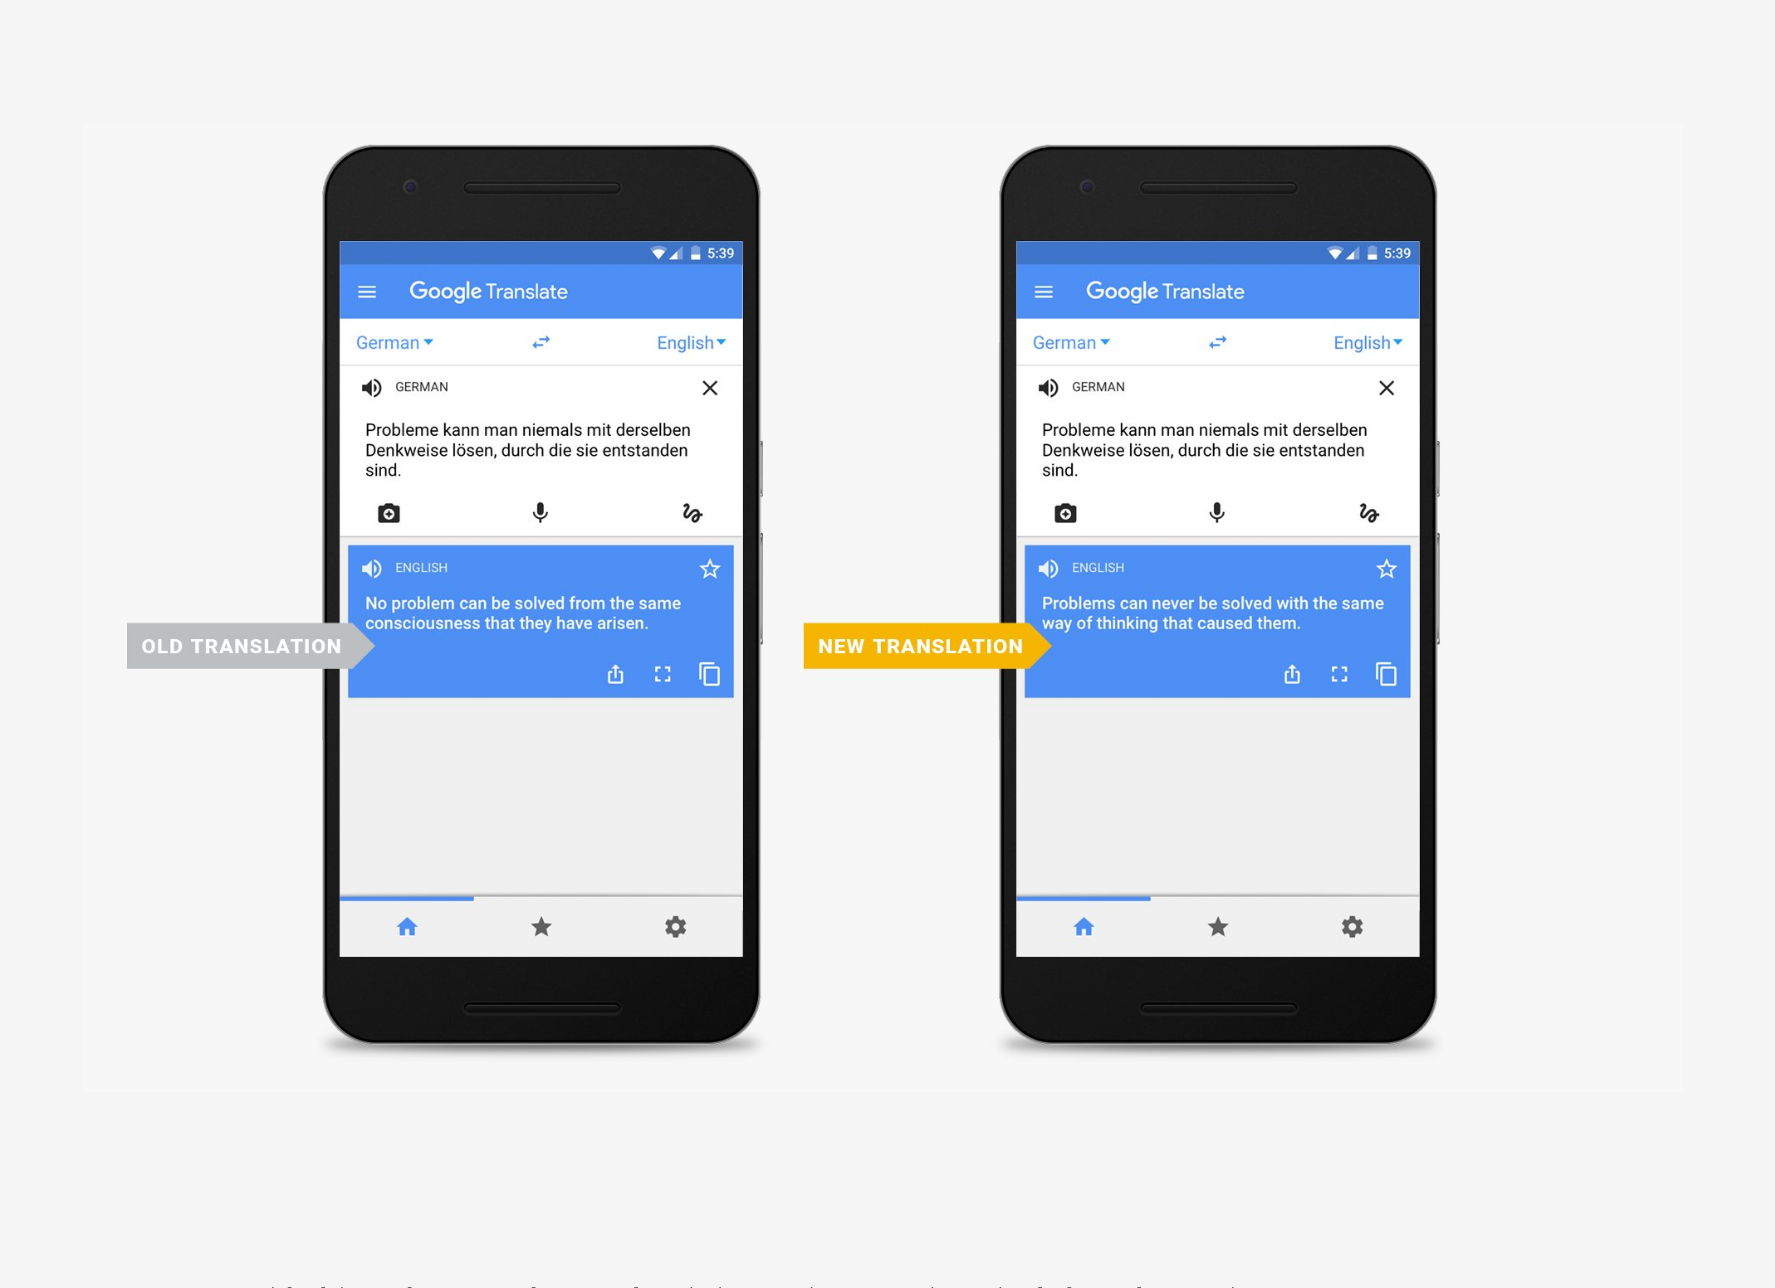 5:39
Google Translate
German
English
GERMAN
Probleme kann man niemals mit derselben
Denkweise lösen, durch die sie entstanden
sind.
ENGLISH
No problem can be solved from the same
consciousness that they have arisen.
OLD TRANSLATION
5:39
Google Translate
German
English
GERMAN
Probleme kann man niemals mit derselben
Denkweise lösen, durch die sie entstanden
sind.
ENGLISH
Problems can never be solved with the same
way of thinking that caused them.
NEW TRANSLATION